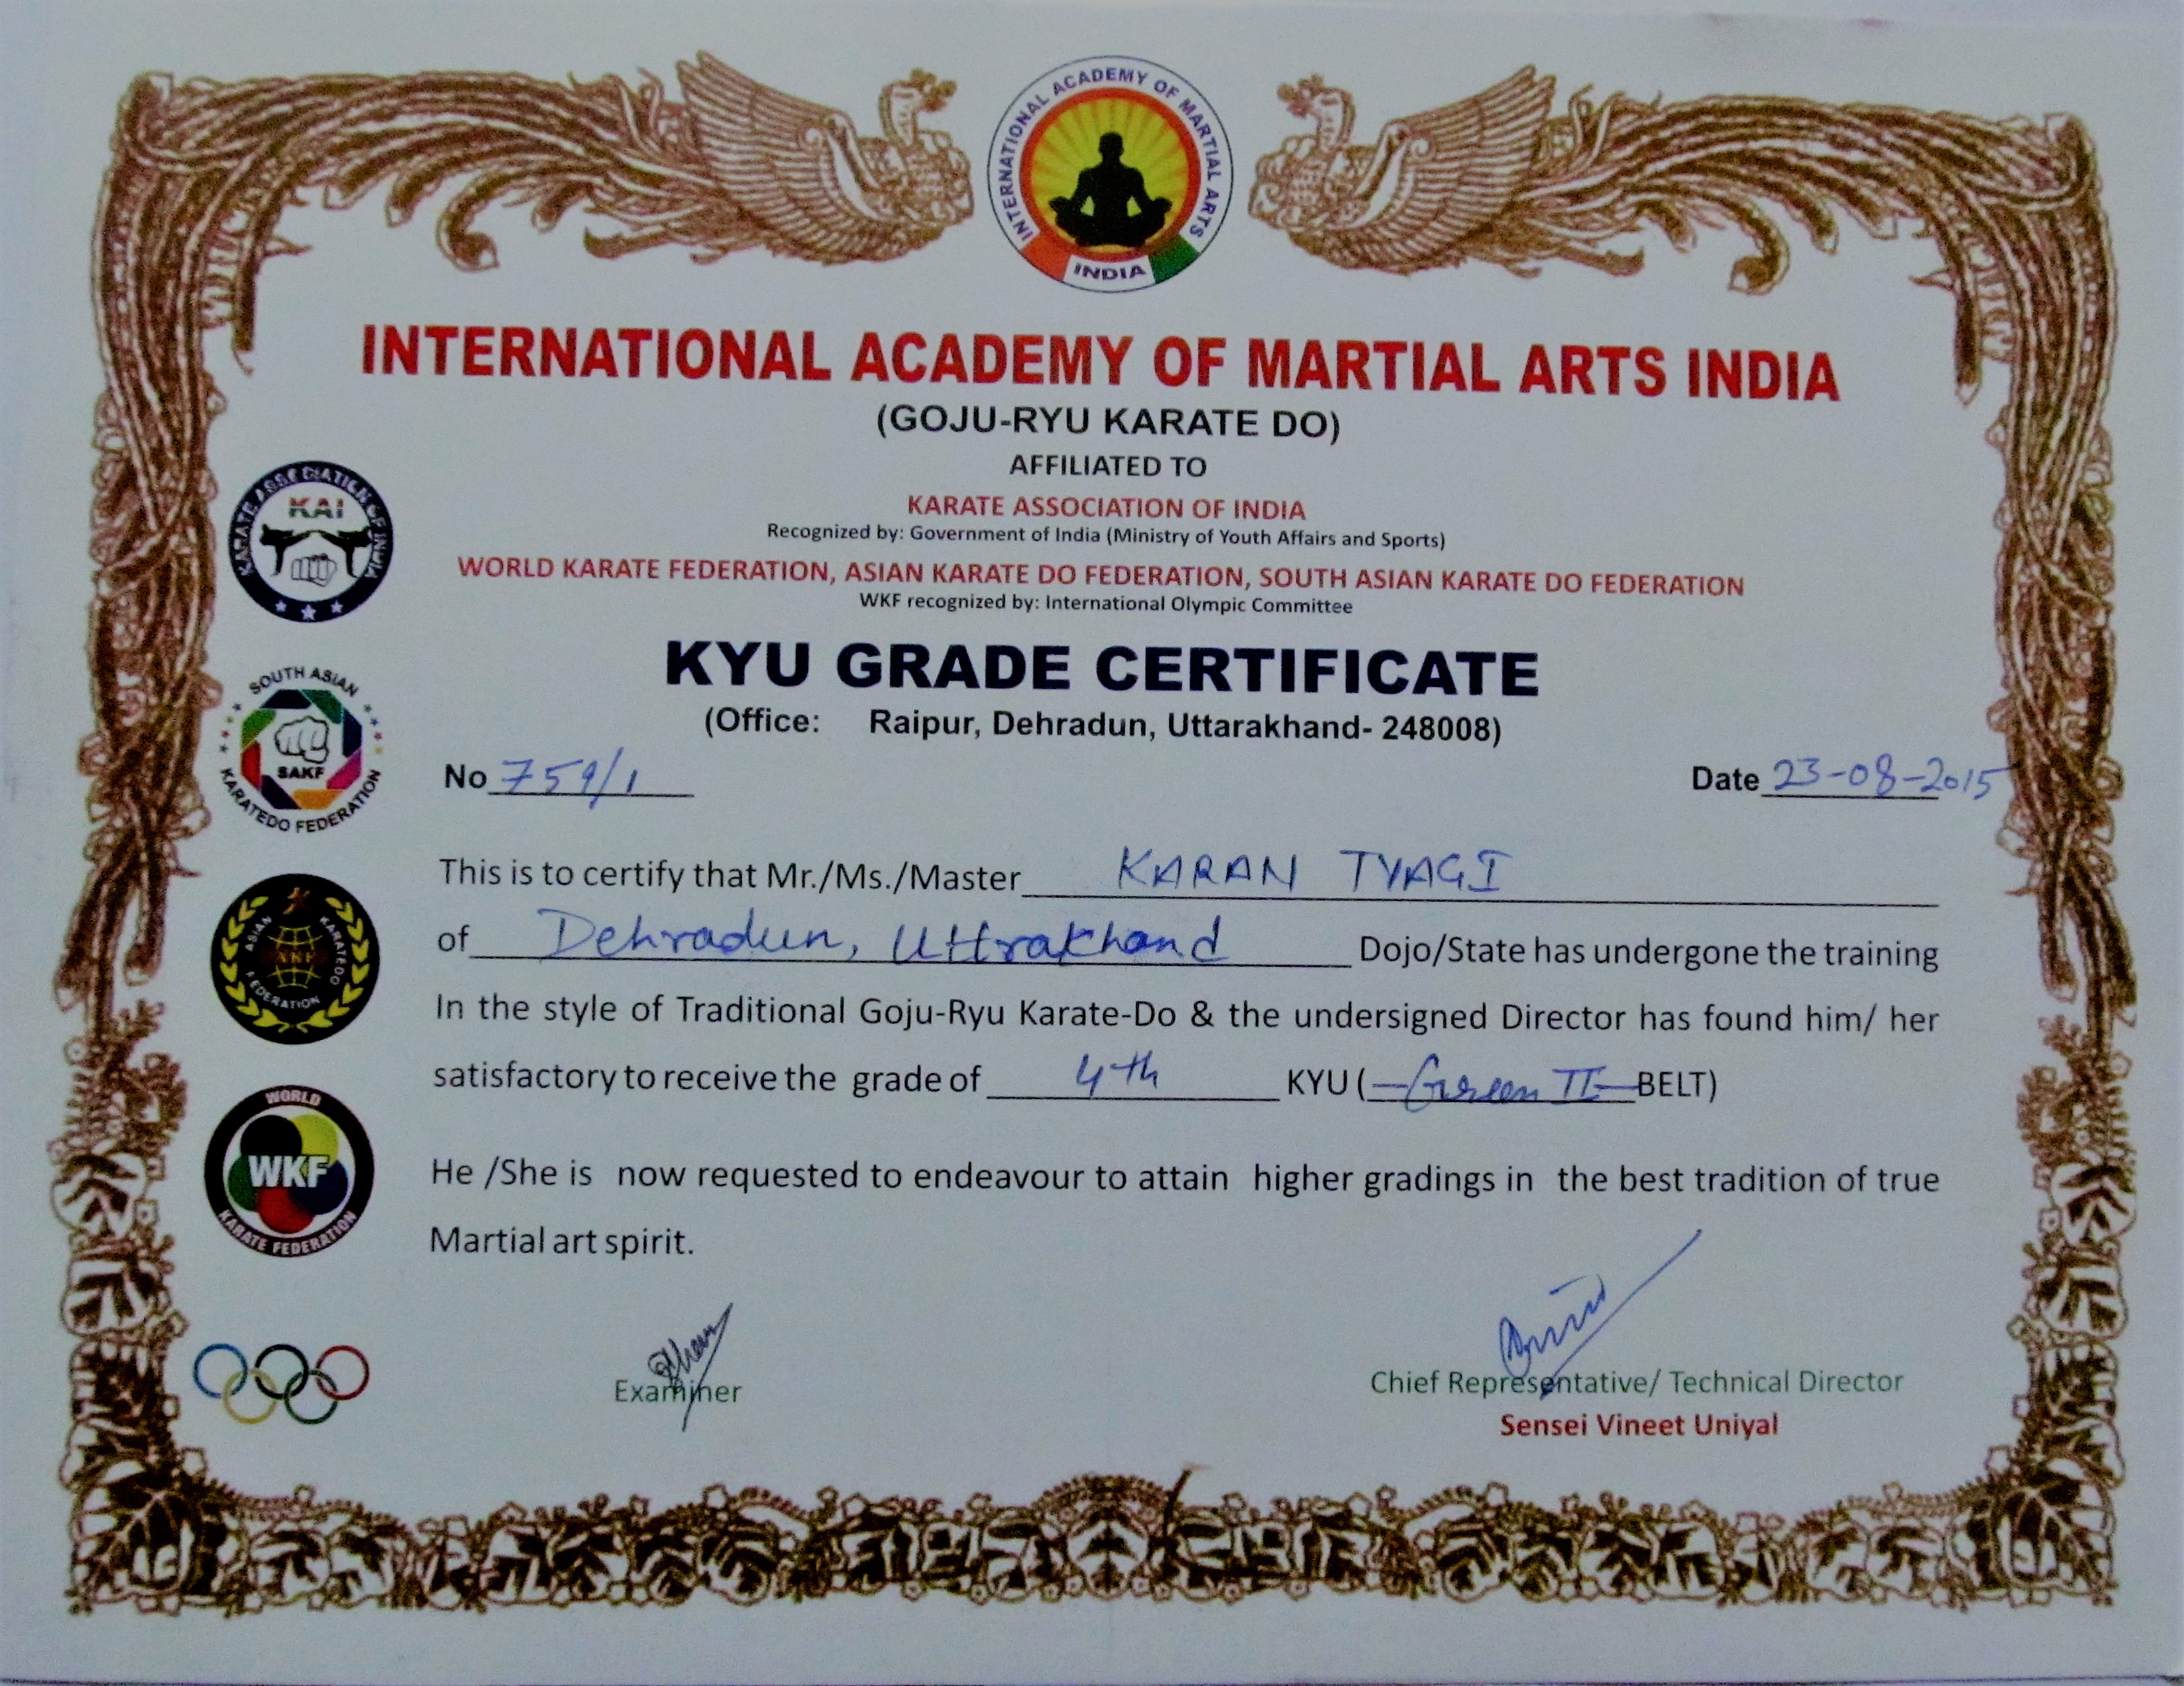 INTERNATIONAL ACADEMY OF MARTIAL ARTS
INDIA
INTERNATIONAL ACADEMY OF MARTIAL ARTS INDIA
(GOJU-RYU KARATE DO)
AFFILIATED TO
KARATE ASSOCIATION OF INDIA
Recognized by: Government of India (Ministry of Youth Affairs and Sports)
WORLD KARATE FEDERATION, ASIAN KARATE DO FEDERATION, SOUTH ASIAN KARATE DO FEDERATION
WKF recognized by: International Olympic Committee
KARATE ASSOCIATION OF INDIA
KAI
KYU GRADE CERTIFICATE
(Office: Raipur, Dehradun, Uttarakhand- 248008)
SOUTH ASIAN
SAKF
KARATEDO FEDERATION
No 759/1 Date 23-08-2015
This is to certify that Mr./Ms./Master KARAN TYAGI
of Dehradun, Uttrakhand Dojo/State has undergone the training
ASIAN KARATEDO
AKF
FEDERATION
In the style of Traditional Goju-Ryu Karate-Do & the undersigned Director has found him/ her
satisfactory to receive the grade of 4th KYU (Green II BELT)
WORLD
WKF
KARATE FEDERATION
He /She is now requested to endeavour to attain higher gradings in the best tradition of true
Martial art spirit.
Examiner
Chief Representative/ Technical Director
Sensei Vineet Uniyal